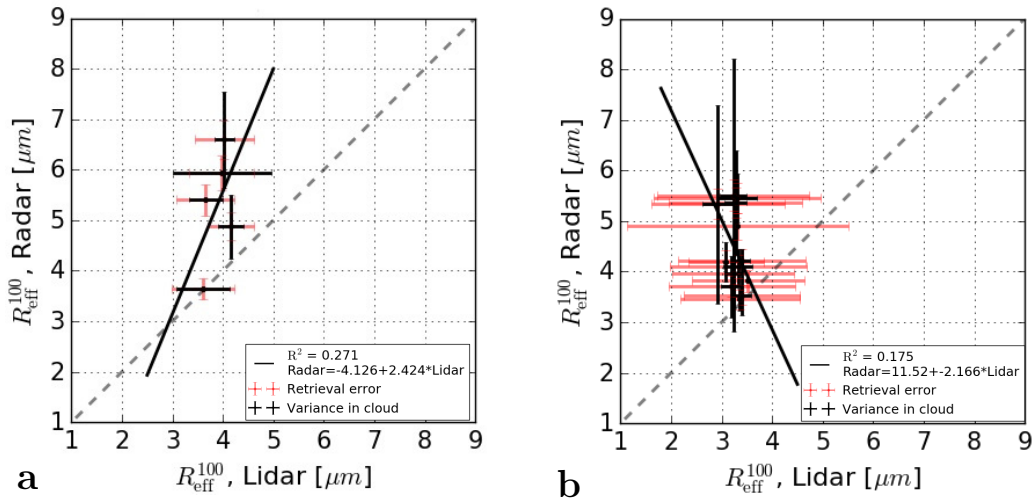 9
8
7
6
5
4
3
2
1
R_eff^100, Radar [μm]
R² = 0.271
Radar=-4.126+2.424*Lidar
Retrieval error
Variance in cloud
1 2 3 4 5 6 7 8 9
R_eff^100, Lidar [μm]
a
9
8
7
6
5
4
3
2
1
R_eff^100, Radar [μm]
R² = 0.175
Radar=11.52+-2.166*Lidar
Retrieval error
Variance in cloud
1 2 3 4 5 6 7 8 9
R_eff^100, Lidar [μm]
b